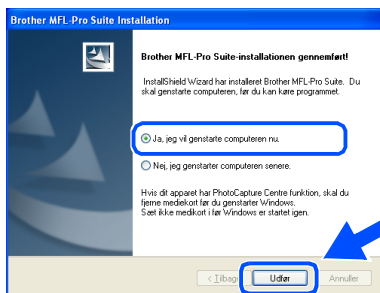 Brother MFL-Pro Suite Installation
Brother MFL-Pro Suite-installationen gennemført!
InstallShield Wizard har installeret Brother MFL-Pro Suite. Du
skal genstarte computeren, før du kan køre programmet.
Ja, jeg vil genstarte computeren nu.
Nej, jeg genstarter computeren senere.
Hvis dit apparet har PhotoCapture Centre funktion, skal du
fjerne mediekort før du genstarter Windows.
Sæt ikke medikort i før Windows er startet igen.
< Tilbage Udfør Annuller